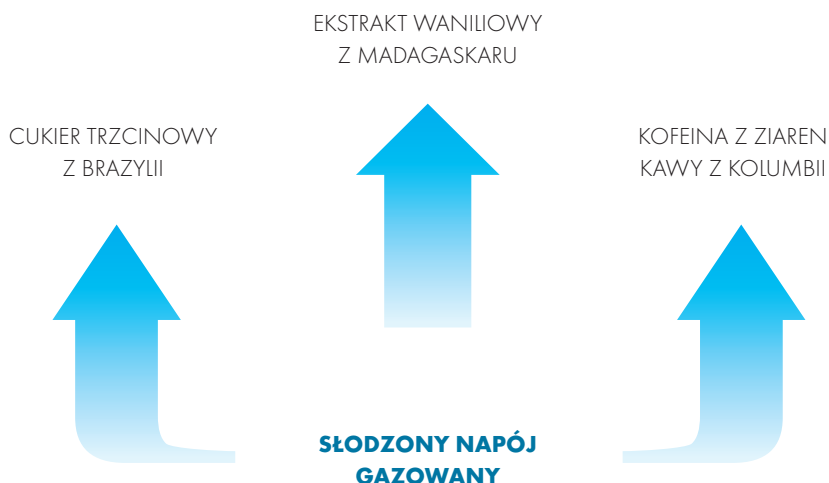 EKSTRAKT WANILIOWY
Z MADAGASKARU
CUKIER TRZCINOWY
Z BRAZYLII
KOFEINA Z ZIAREN
KAWY Z KOLUMBII
SŁODZONY NAPÓJ
GAZOWANY